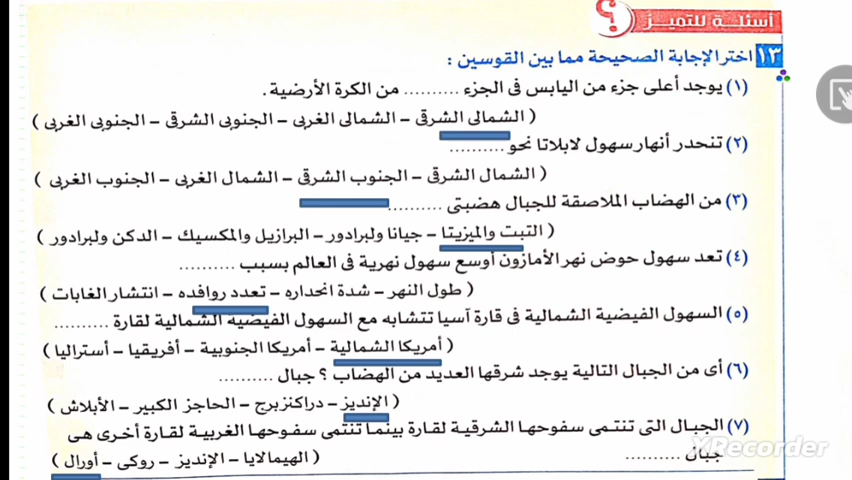 أسئلة للتميز ؟
١٣ اختر الإجابة الصحيحة مما بين القوسين :
(١) يوجد أعلى جزء من اليابس فى الجزء .......... من الكرة الأرضية .
( الشمالى الشرقى – الشمالى الغربى – الجنوبى الشرقى – الجنوبى الغربى )
(٢) تنحدر أنهار سهول لابلاتا نحو ..........
( الشمال الشرقى – الجنوب الشرقى – الشمال الغربى – الجنوب الغربى )
(٣) من الهضاب الملاصقة للجبال هضبتى ..........
( التبت والميزيتا – جيانا ولبرادور – البرازيل والمكسيك – الدكن ولبرادور )
(٤) تعد سهول حوض نهر الأمازون أوسع سهول نهرية فى العالم بسبب ..........
( طول النهر – شدة انحداره – تعدد روافده – انتشار الغابات )
(٥) السهول الفيضية الشمالية فى قارة آسيا تتشابه مع السهول الفيضية الشمالية لقارة ..........
( أمريكا الشمالية – أمريكا الجنوبية – أفريقيا – أستراليا )
(٦) أى من الجبال التالية يوجد شرقها العديد من الهضاب ؟ جبال ..........
( الإنديز – دراكنزبرج – الحاجز الكبير – الأبلاش )
(٧) الجبال التى تنتمى سفوحها الشرقية لقارة بينما تنتمى سفوحها الغربية لقارة أخرى هى
جبال ..........
( الهيمالايا – الإنديز – روكى – أورال )
XRecorder